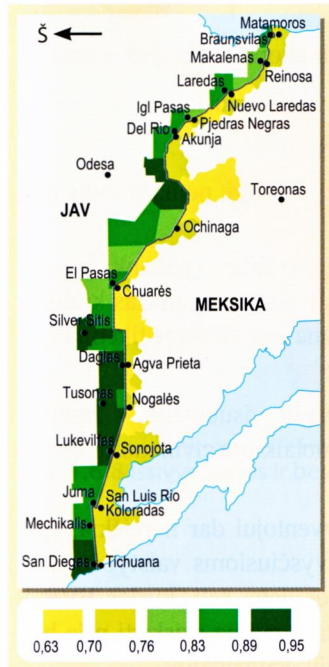 Š
Matamoros
Braunsvilas
Makalenas
Reinosa
Laredas
Nuevo Laredas
Igl Pasas
Pjedras Negras
Del Rio
Akunja
Odesa
Toreonas
JAV
Ochinaga
El Pasas
Chuarės
MEKSIKA
Silver Sitis
Daglas
Agva Prieta
Tusonas
Nogalės
Lukevilfas
Sonojota
Juma
San Luis Rio
Koloradas
Mechikalis
San Diegas
Tichuana
0,63 0,70 0,76 0,83 0,89 0,95